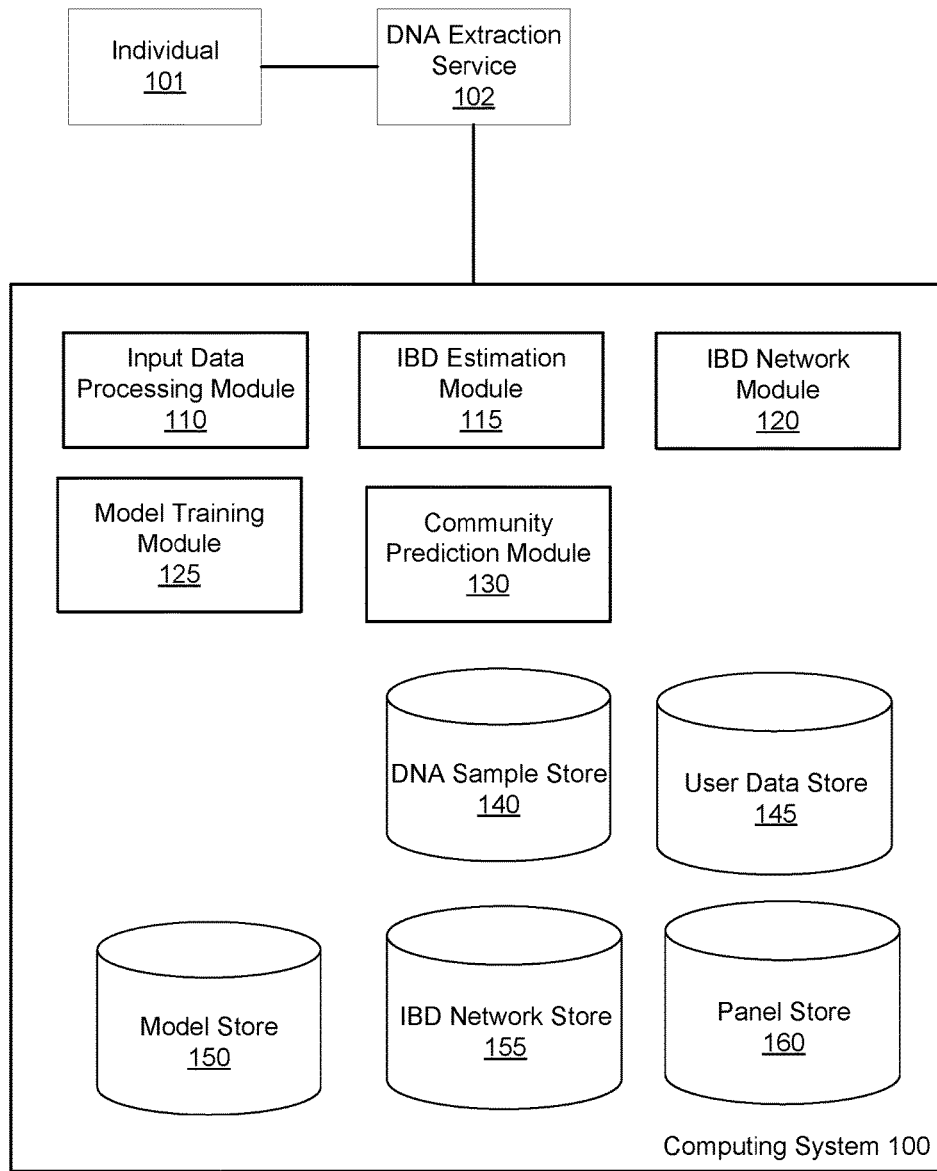 Individual
101
DNA Extraction
Service
102
Input Data
Processing Module
110
IBD Estimation
Module
115
IBD Network
Module
120
Model Training
Module
125
Community
Prediction Module
130
DNA Sample Store
140
User Data Store
145
Model Store
150
IBD Network Store
155
Panel Store
160
Computing System 100